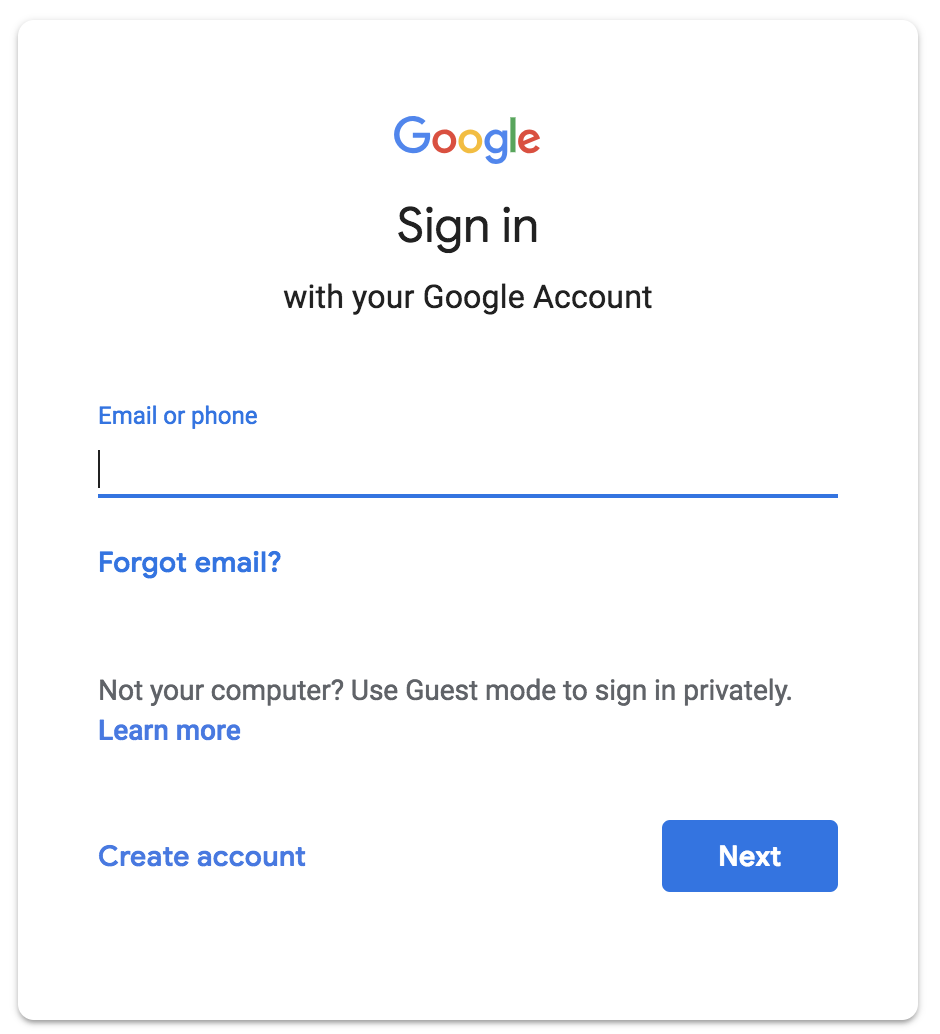 Google
Sign in
with your Google Account
Email or phone
Forgot email?
Not your computer? Use Guest mode to sign in privately.
Learn more
Create account
Next